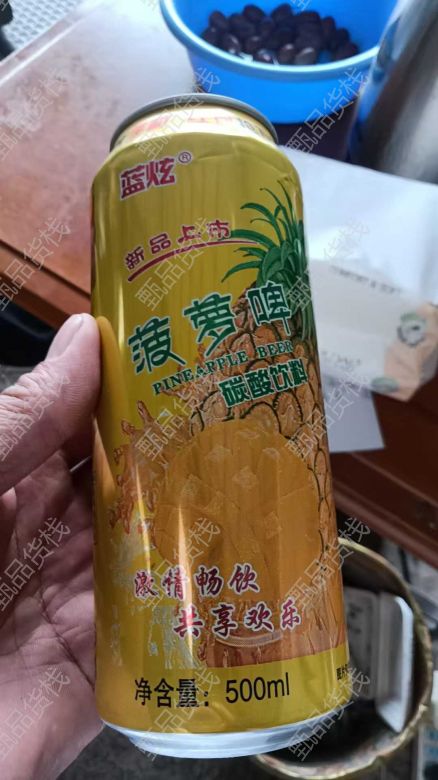 蓝炫®
新品上市
菠萝啤
PINEAPPLE BEER
碳酸饮料
激情畅饮
共享欢乐
净含量：500ml
甄品货栈